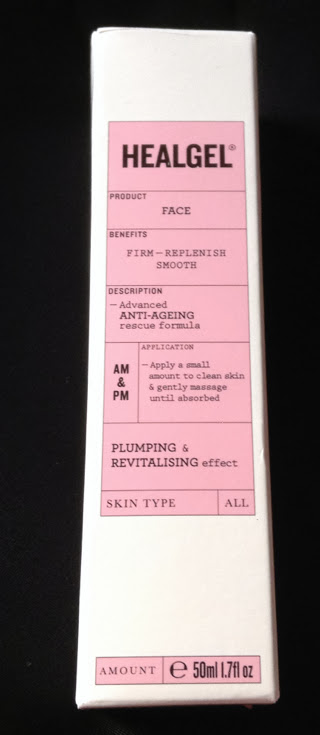 HEALGEL®
PRODUCT
FACE
BENEFITS
FIRM—REPLENISH
SMOOTH
DESCRIPTION
—Advanced
ANTI-AGEING
rescue formula
AM
&
PM
APPLICATION
—Apply a small
amount to clean skin
& gently massage
until absorbed
PLUMPING &
REVITALISING effect
SKIN TYPE ALL
AMOUNT ℮ 50ml 1.7fl oz